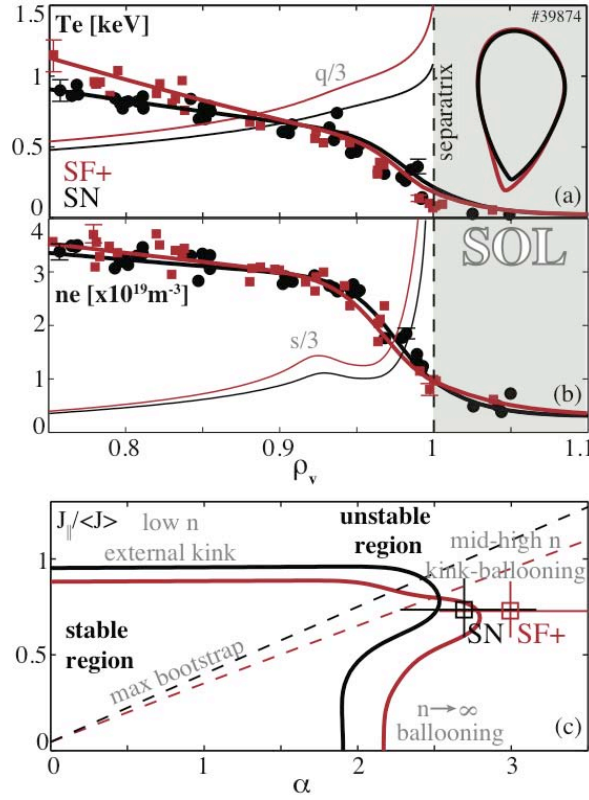 Te [keV]
#39874
1.5
1
0.5
0
q/3
separatrix
SF+
SN
(a)
4
3
2
1
0
ne [x10¹⁹m⁻³]
SOL
s/3
(b)
0.8
0.9
1
1.1
ρᵥ
J∥/<J>
1
0.5
0
low n
external kink
unstable
region
mid-high n
kink-ballooning
stable
region
max bootstrap
SN
SF+
n→∞
ballooning
(c)
0
1
2
3
α